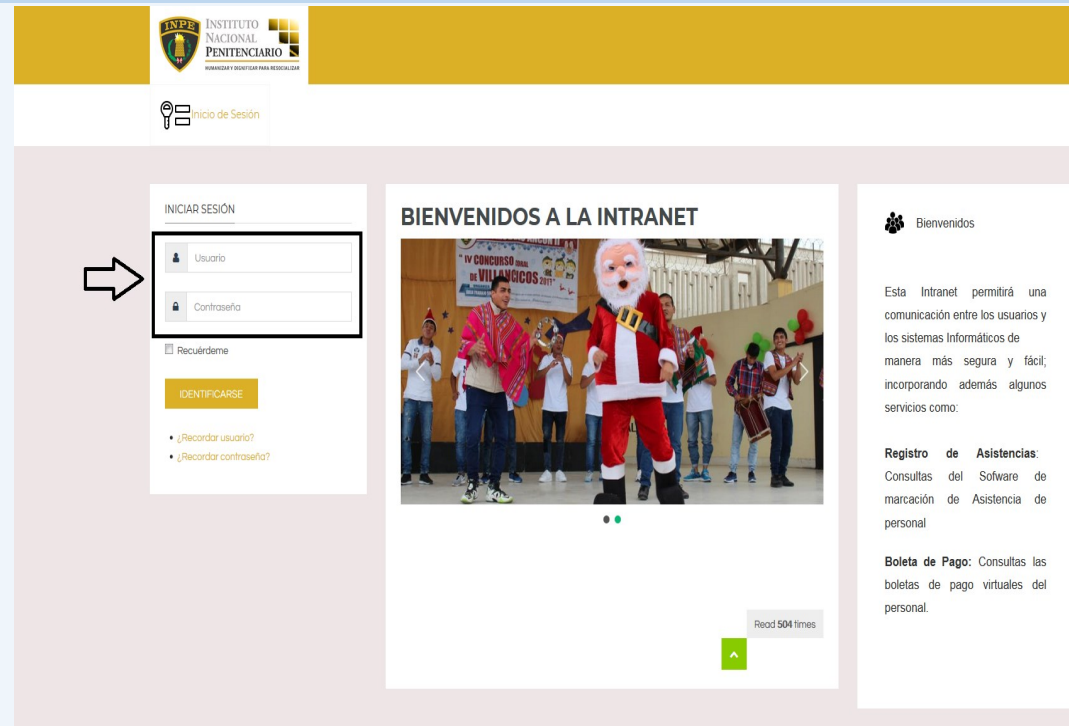 INPE
INSTITUTO
NACIONAL
PENITENCIARIO
HUMANIZAR Y DIGNIFICAR PARA RESOCIALIZAR
Inicio de Sesión
INICIAR SESIÓN
Usuario
Contraseña
Recuérdeme
IDENTIFICARSE
¿Recordar usuario?
¿Recordar contraseña?
BIENVENIDOS A LA INTRANET
IV CONCURSO
DE VILLANCICOS 2017
Read 504 times
Bienvenidos
Esta Intranet permitirá una
comunicación entre los usuarios y
los sistemas Informáticos de
manera más segura y fácil;
incorporando además algunos
servicios como:
Registro de Asistencias:
Consultas del Sofware de
marcación de Asistencia de
personal
Boleta de Pago: Consultas las
boletas de pago virtuales del
personal.